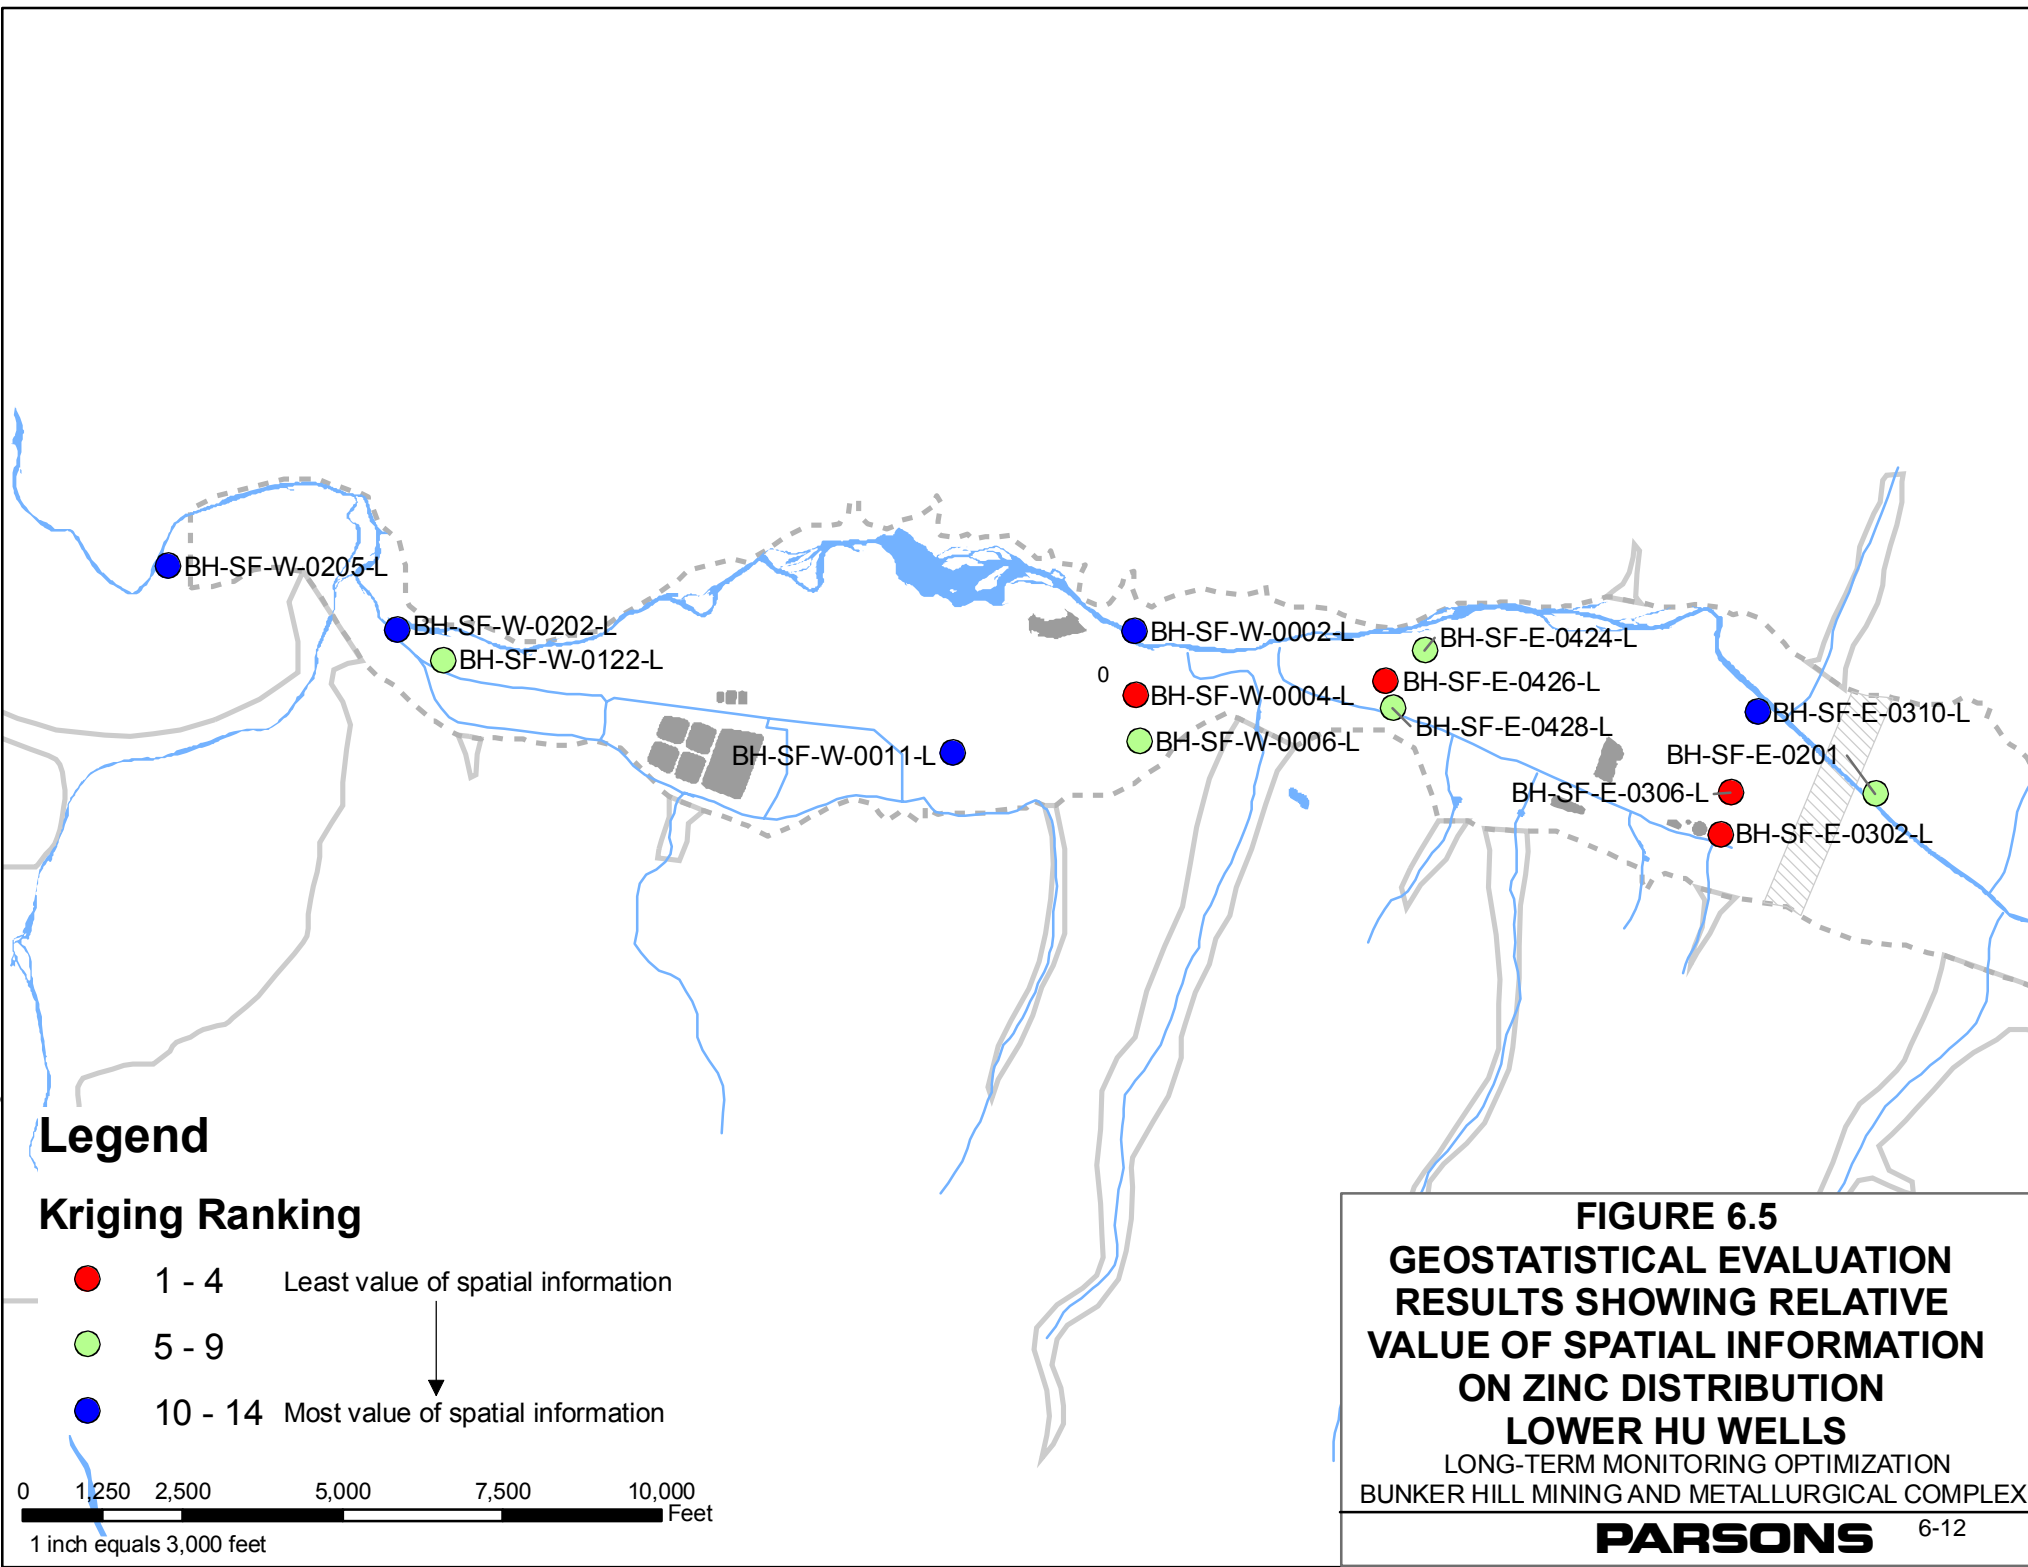 BH-SF-W-0205-L
BH-SF-W-0202-L
BH-SF-W-0122-L
BH-SF-W-0002-L
0
BH-SF-W-0004-L
BH-SF-W-0006-L
BH-SF-W-0011-L
BH-SF-E-0424-L
BH-SF-E-0426-L
BH-SF-E-0428-L
BH-SF-E-0310-L
BH-SF-E-0201
BH-SF-E-0306-L
BH-SF-E-0302-L
Legend
Kriging Ranking
1 - 4 Least value of spatial information
5 - 9
10 - 14 Most value of spatial information
0 1,250 2,500 5,000 7,500 10,000
Feet
1 inch equals 3,000 feet
FIGURE 6.5
GEOSTATISTICAL EVALUATION
RESULTS SHOWING RELATIVE
VALUE OF SPATIAL INFORMATION
ON ZINC DISTRIBUTION
LOWER HU WELLS
LONG-TERM MONITORING OPTIMIZATION
BUNKER HILL MINING AND METALLURGICAL COMPLEX
PARSONS
6-12